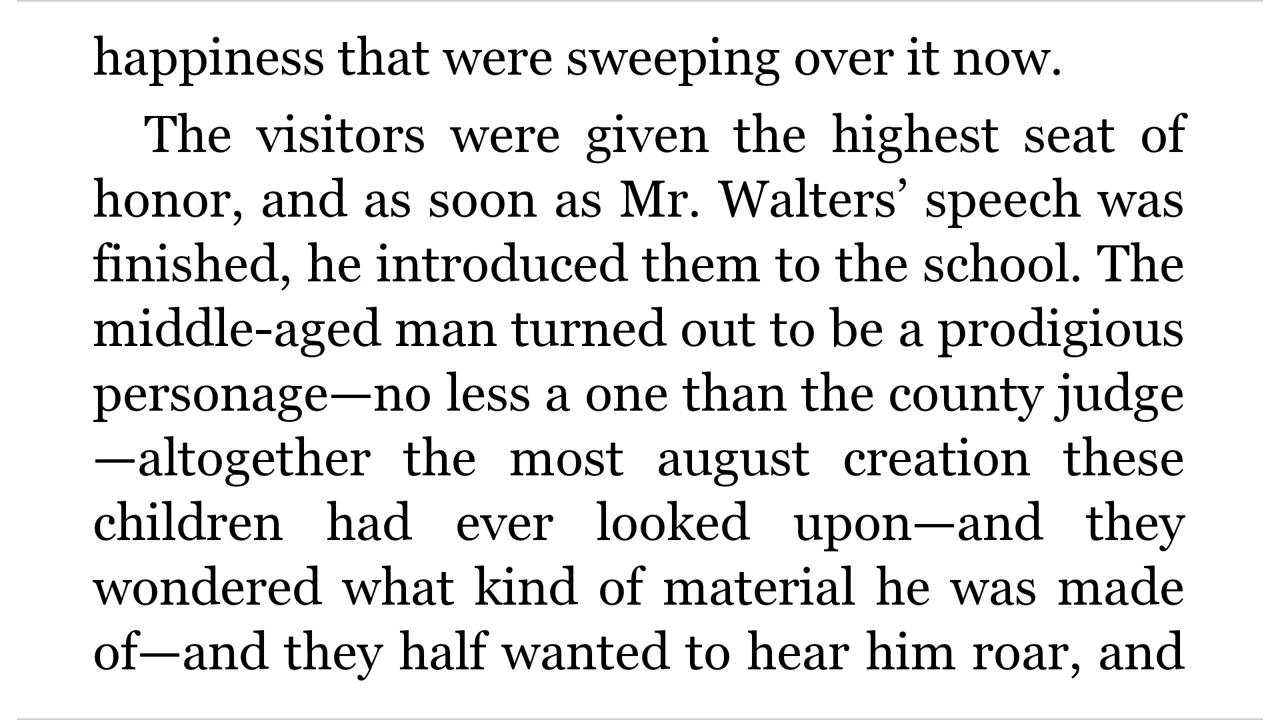 happiness that were sweeping over it now.
The visitors were given the highest seat of
honor, and as soon as Mr. Walters’ speech was
finished, he introduced them to the school. The
middle-aged man turned out to be a prodigious
personage—no less a one than the county judge
—altogether the most august creation these
children had ever looked upon—and they
wondered what kind of material he was made
of—and they half wanted to hear him roar, and